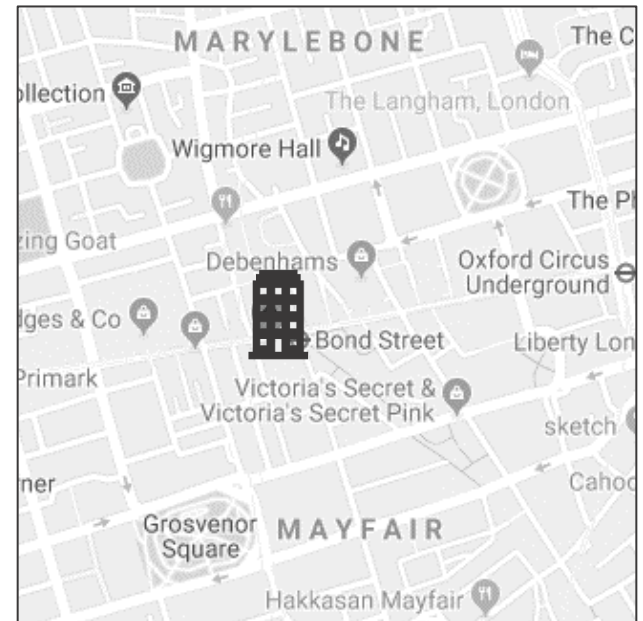 MARYLEBONE
The C
ollection
The Langham, London
Wigmore Hall
The Ph
zing Goat
Debenhams
Oxford Circus
Underground
dges & Co
Bond Street
Liberty Lon
Primark
Victoria's Secret &
Victoria's Secret Pink
sketch
ner
Cahoo
Grosvenor
Square
MAYFAIR
Hakkasan Mayfair